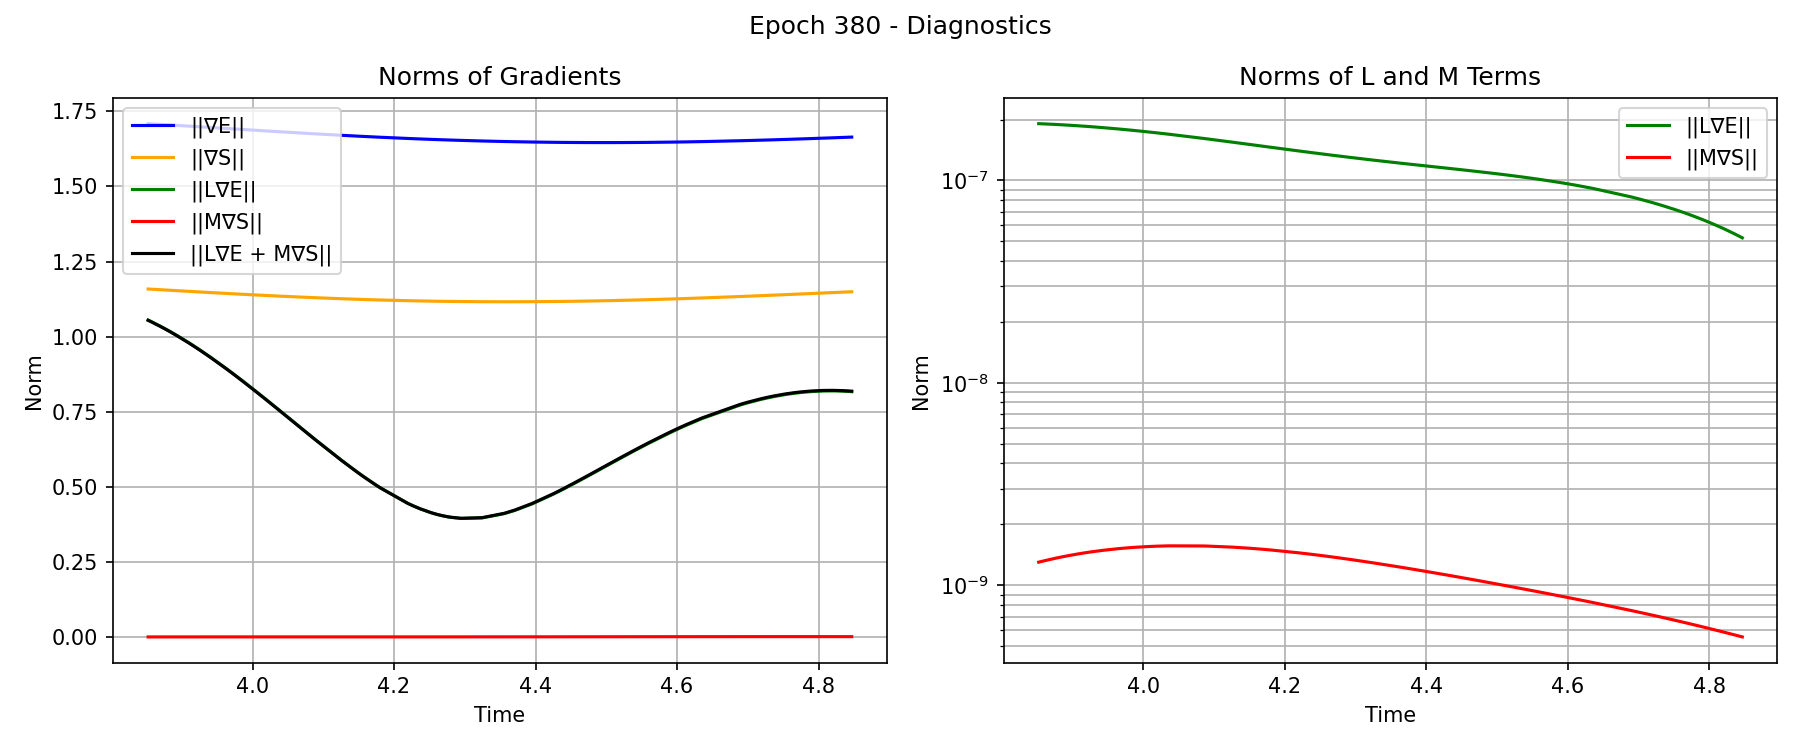 Epoch 380 - Diagnostics
Norms of Gradients
Norm
1.75
1.50
1.25
1.00
0.75
0.50
0.25
0.00
||∇E||
||∇S||
||L∇E||
||M∇S||
||L∇E + M∇S||
4.0 4.2 4.4 4.6 4.8
Time
Norms of L and M Terms
Norm
10⁻⁷
10⁻⁸
10⁻⁹
||L∇E||
||M∇S||
4.0 4.2 4.4 4.6 4.8
Time